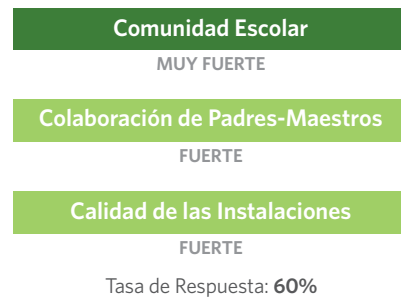 Comunidad Escolar
MUY FUERTE
Colaboración de Padres-Maestros
FUERTE
Calidad de las Instalaciones
FUERTE
Tasa de Respuesta: 60%